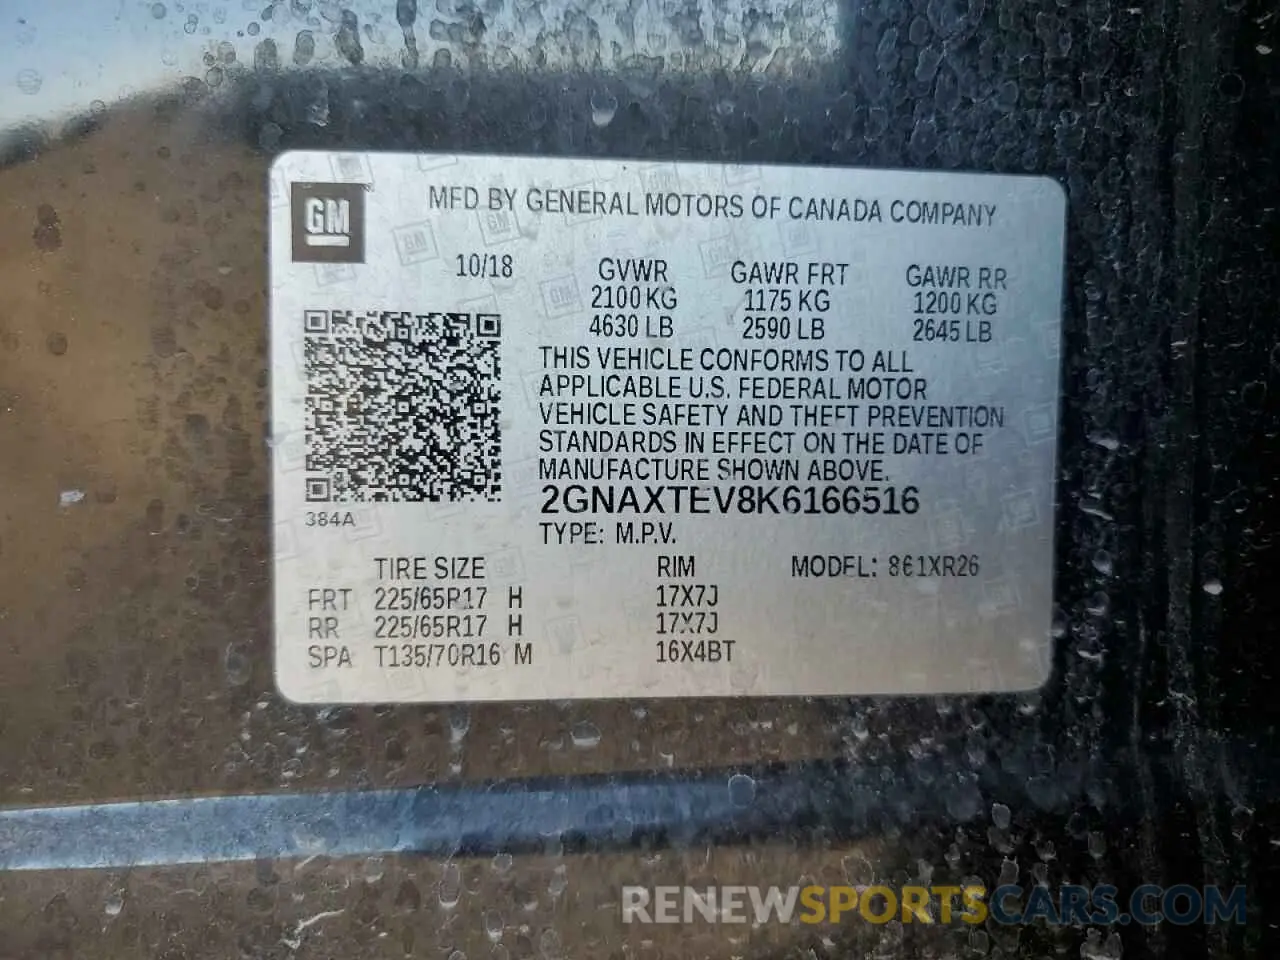 GM
MFD BY GENERAL MOTORS OF CANADA COMPANY
10/18 GVWR GAWR FRT GAWR RR
2100 KG 1175 KG 1200 KG
4630 LB 2590 LB 2645 LB
THIS VEHICLE CONFORMS TO ALL
APPLICABLE U.S. FEDERAL MOTOR
VEHICLE SAFETY AND THEFT PREVENTION
STANDARDS IN EFFECT ON THE DATE OF
MANUFACTURE SHOWN ABOVE.
2GNAXTEV8K6166516
384A
TYPE: M.P.V.
TIRE SIZE RIM MODEL: 861XR26
FRT 225/65R17 H 17X7J
RR 225/65R17 H 17X7J
SPA T135/70R16 M 16X4BT
RENEWSPORTSCARS.COM